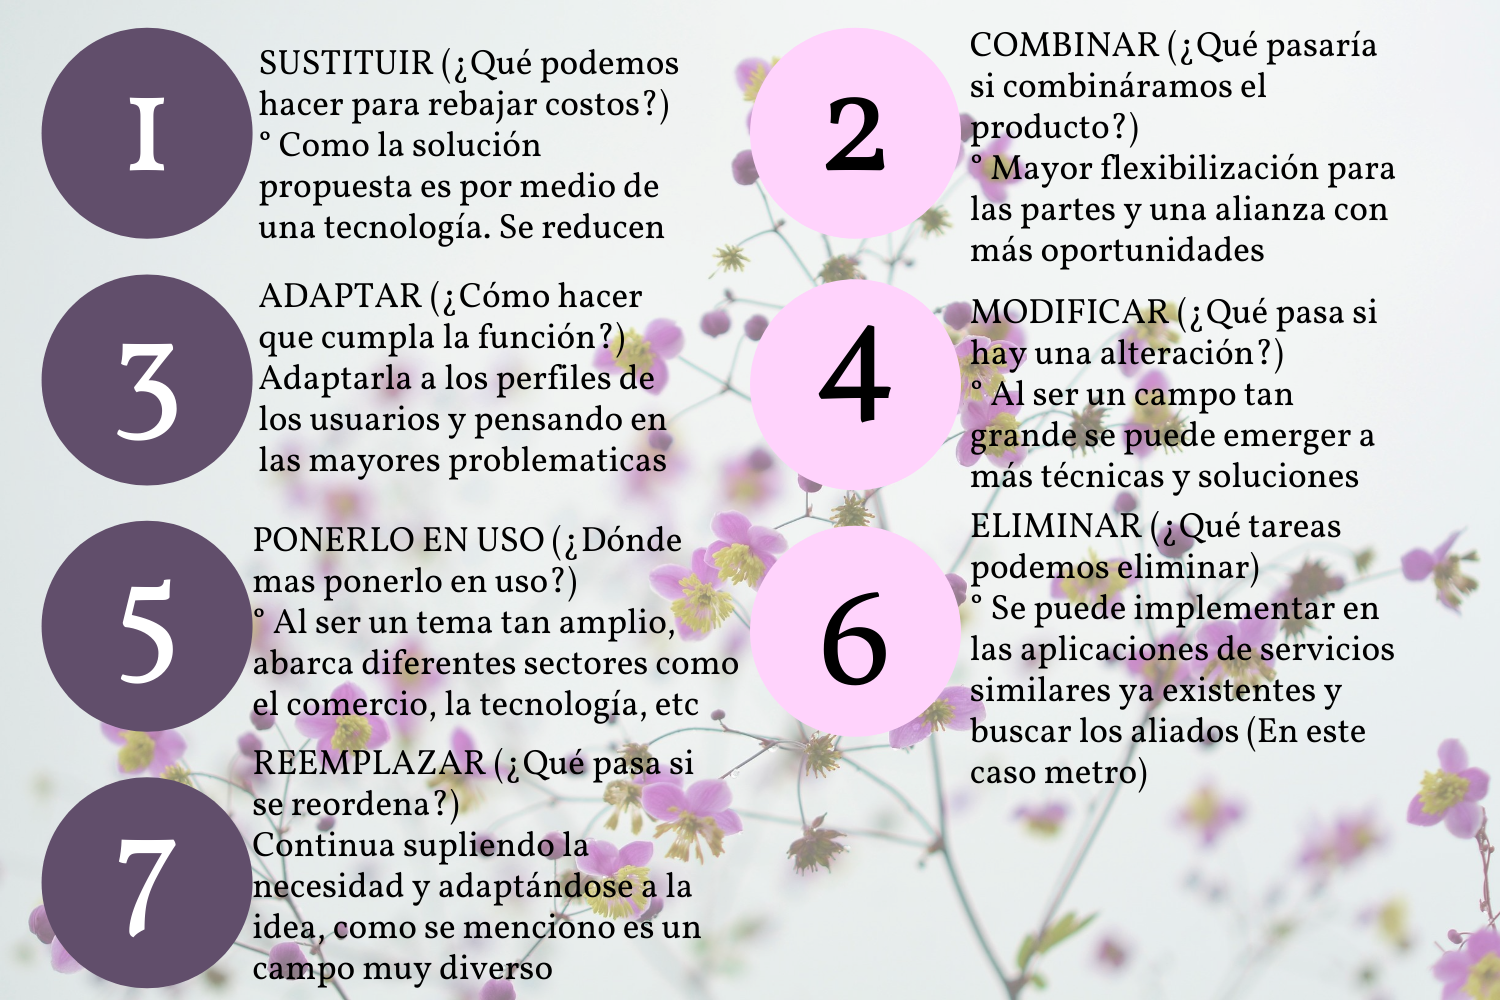 1
SUSTITUIR (¿Qué podemos
hacer para rebajar costos?)
° Como la solución
propuesta es por medio de
una tecnología. Se reducen
2
COMBINAR (¿Qué pasaría
si combináramos el
producto?)
° Mayor flexibilización para
las partes y una alianza con
más oportunidades
3
ADAPTAR (¿Cómo hacer
que cumpla la función?)
Adaptarla a los perfiles de
los usuarios y pensando en
las mayores problematicas
4
MODIFICAR (¿Qué pasa si
hay una alteración?)
° Al ser un campo tan
grande se puede emerger a
más técnicas y soluciones
5
PONERLO EN USO (¿Dónde
mas ponerlo en uso?)
° Al ser un tema tan amplio,
abarca diferentes sectores como
el comercio, la tecnología, etc
6
ELIMINAR (¿Qué tareas
podemos eliminar)
° Se puede implementar en
las aplicaciones de servicios
similares ya existentes y
buscar los aliados (En este
caso metro)
7
REEMPLAZAR (¿Qué pasa si
se reordena?)
Continua supliendo la
necesidad y adaptándose a la
idea, como se menciono es un
campo muy diverso